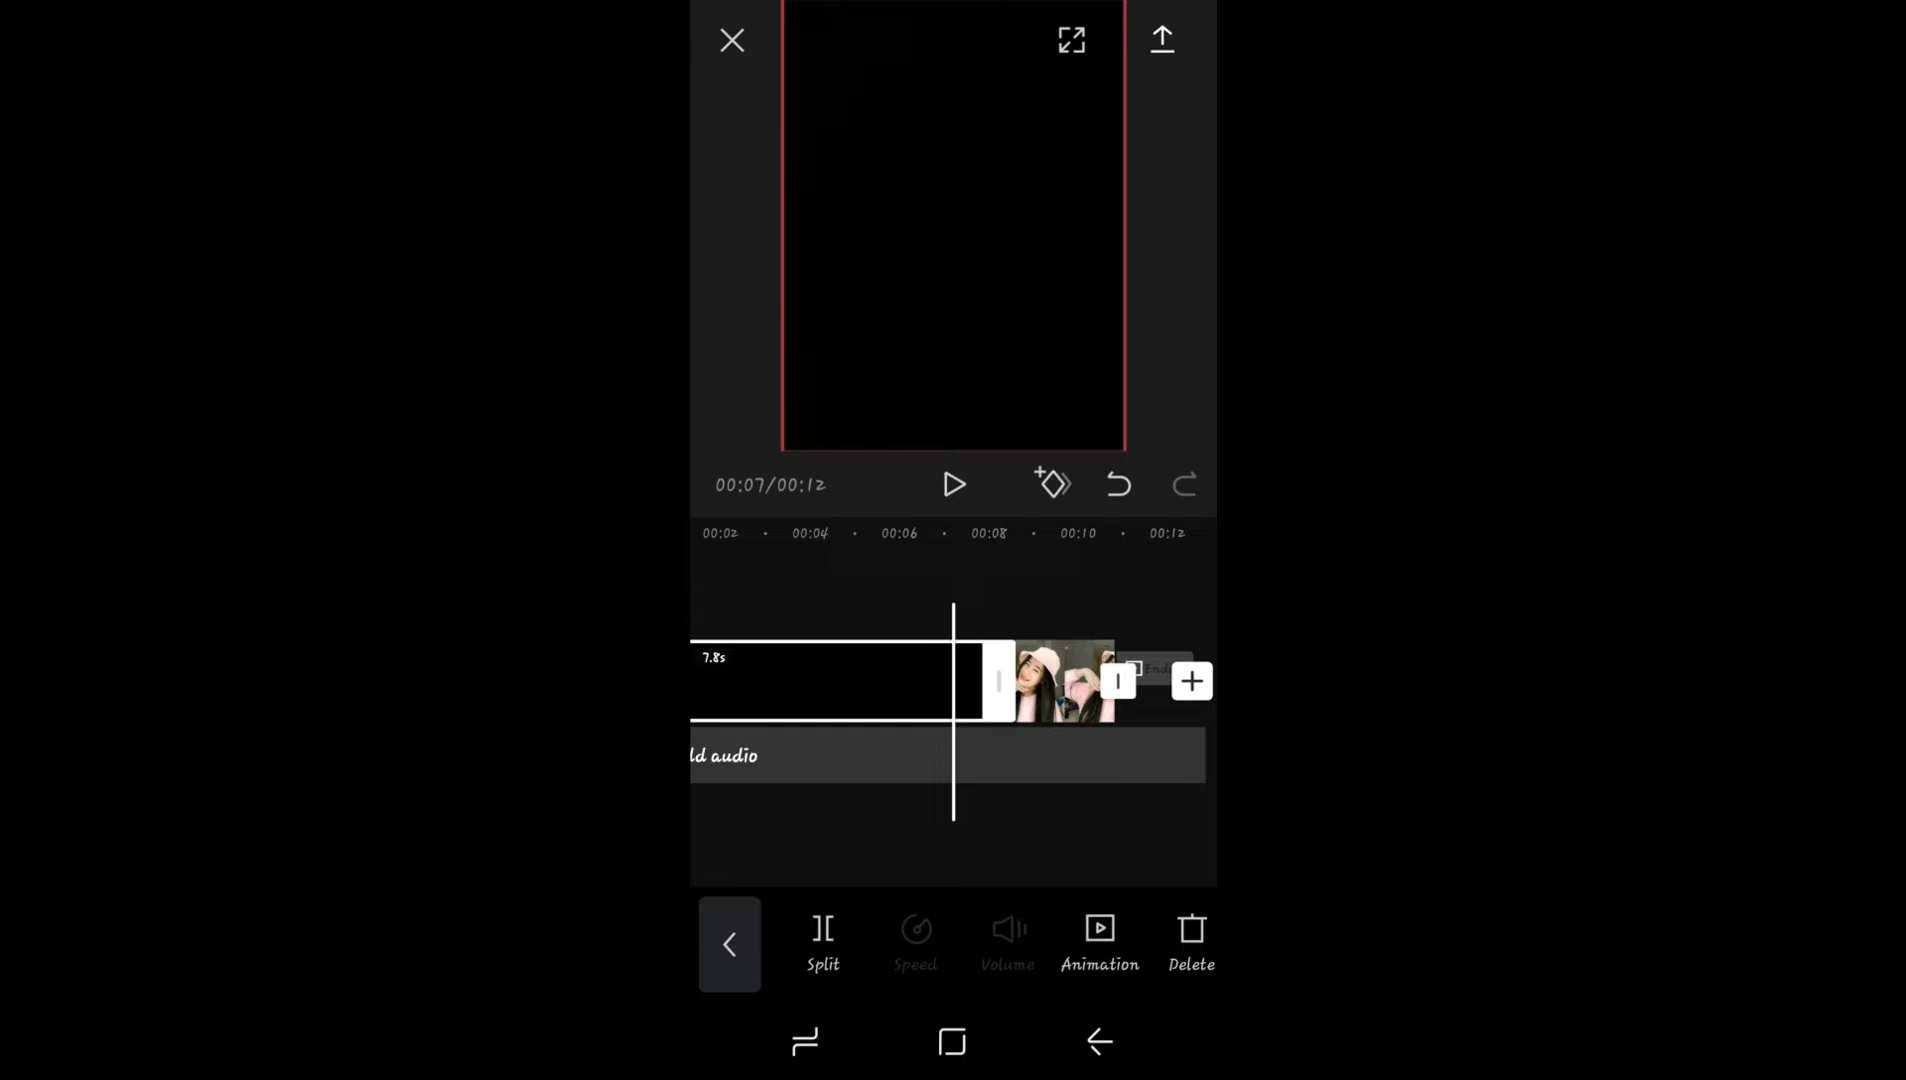 00:07/00:12
00:02 00:04 00:06 00:08 00:10 00:12
7.8s
ld audio
Split Speed Volume Animation Delete